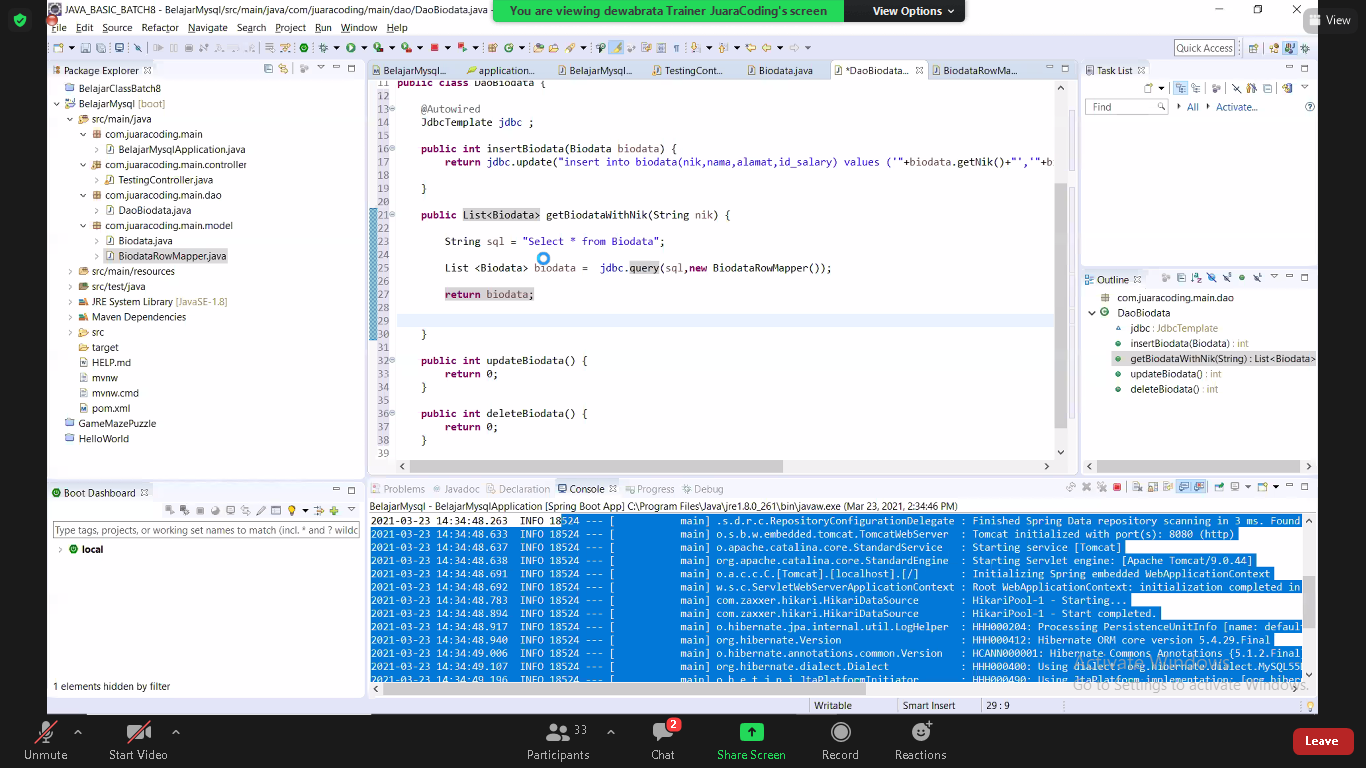 You are viewing dewabrata Trainer JuaraCoding's screen
View Options
View
JAVA_BASIC_BATCH8 - BelajarMysql/src/main/java/com/juaracoding/main/dao/DaoBiodata.java
File Edit Source Refactor Navigate Search Project Run Window Help
Quick Access
Package Explorer
BelajarClassBatch8
BelajarMysql [boot]
src/main/java
com.juaracoding.main
BelajarMysqlApplication.java
com.juaracoding.main.controller
TestingController.java
com.juaracoding.main.dao
DaoBiodata.java
com.juaracoding.main.model
Biodata.java
BiodataRowMapper.java
src/main/resources
src/test/java
JRE System Library [JavaSE-1.8]
Maven Dependencies
src
target
HELP.md
mvnw
mvnw.cmd
pom.xml
GameMazePuzzle
HelloWorld
BelajarMysql... application... BelajarMysql... TestingCont... Biodata.java *DaoBiodata... BiodataRowMa...
11 public class DaoBiodata {
12
13 @Autowired
14 JdbcTemplate jdbc ;
15
16 public int insertBiodata(Biodata biodata) {
17 return jdbc.update("insert into biodata(nik,nama,alamat,id_salary) values ('"+biodata.getNik()+"','"+b
18
19 }
20
21 public List<Biodata> getBiodataWithNik(String nik) {
22
23 String sql = "Select * from Biodata";
24
25 List <Biodata> biodata = jdbc.query(sql,new BiodataRowMapper());
26
27 return biodata;
28
29
30 }
31
32 public int updateBiodata() {
33 return 0;
34 }
35
36 public int deleteBiodata() {
37 return 0;
38 }
39
Task List
Find
All
Activate...
Outline
com.juaracoding.main.dao
DaoBiodata
jdbc : JdbcTemplate
insertBiodata(Biodata) : int
getBiodataWithNik(String) : List<Biodata>
updateBiodata() : int
deleteBiodata() : int
Boot Dashboard
Type tags, projects, or working set names to match (incl. * and ? wildc
local
1 elements hidden by filter
Problems Javadoc Declaration Console Progress Debug
BelajarMysql - BelajarMysqlApplication [Spring Boot App] C:\Program Files\Java\jre1.8.0_261\bin\javaw.exe (Mar 23, 2021, 2:34:46 PM)
2021-03-23 14:34:48.263 INFO 18524 --- [ main] .s.d.r.c.RepositoryConfigurationDelegate : Finished Spring Data repository scanning in 3 ms. Found
2021-03-23 14:34:48.633 INFO 18524 --- [ main] o.s.b.w.embedded.tomcat.TomcatWebServer : Tomcat initialized with port(s): 8080 (http)
2021-03-23 14:34:48.638 INFO 18524 --- [ main] o.apache.catalina.core.StandardService : Starting service [Tomcat]
2021-03-23 14:34:48.638 INFO 18524 --- [ main] org.apache.catalina.core.StandardEngine : Starting Servlet engine: [Apache Tomcat/9.0.44]
2021-03-23 14:34:48.691 INFO 18524 --- [ main] o.a.c.c.C.[Tomcat].[localhost].[/] : Initializing Spring embedded WebApplicationContext
2021-03-23 14:34:48.692 INFO 18524 --- [ main] w.s.c.ServletWebServerApplicationContext : Root WebApplicationContext: initialization completed in
2021-03-23 14:34:48.783 INFO 18524 --- [ main] com.zaxxer.hikari.HikariDataSource : HikariPool-1 - Starting...
2021-03-23 14:34:48.894 INFO 18524 --- [ main] com.zaxxer.hikari.HikariDataSource : HikariPool-1 - Start completed.
2021-03-23 14:34:48.917 INFO 18524 --- [ main] o.hibernate.jpa.internal.util.LogHelper : HHH000204: Processing PersistenceUnitInfo [name: defaul
2021-03-23 14:34:48.940 INFO 18524 --- [ main] org.hibernate.Version : HHH000412: Hibernate ORM core version 5.4.29.Final
2021-03-23 14:34:49.006 INFO 18524 --- [ main] o.hibernate.annotations.common.Version : HCANN000001: Hibernate Commons Annotations {5.1.2.Final
2021-03-23 14:34:49.107 INFO 18524 --- [ main] org.hibernate.dialect.Dialect : HHH000400: Using dialect: org.hibernate.dialect.MySQL55D
2021-03-23 14:34:49.196 INFO 18524 --- [ main] o.h.e.t.j.p.i.JtaPlatformInitiator : HHH000490: Using JtaPlatform implementation: [org.hiber
Activate Windows
Go to Settings to activate Windows.
Writable Smart Insert 29 : 9
Unmute
Start Video
33
Participants
2
Chat
Share Screen
Record
Reactions
Leave